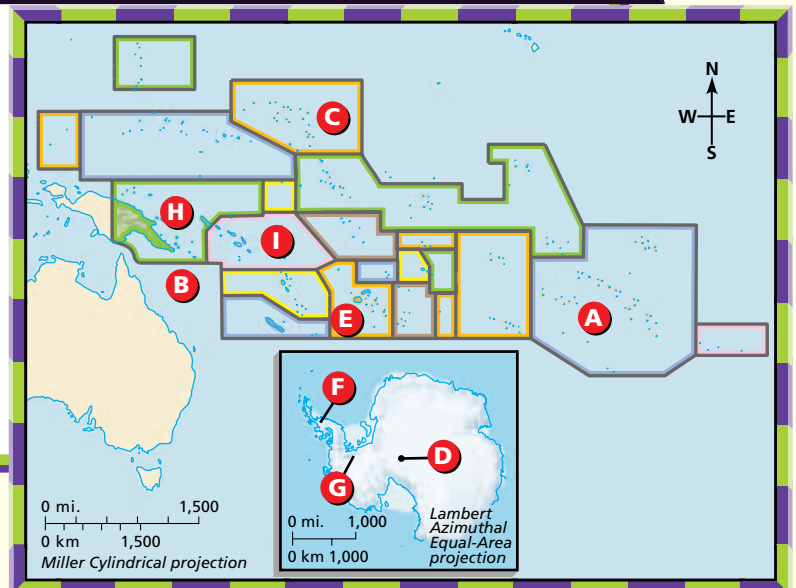 C
N
W E
S
H
I
B
E
A
F
D
G
0 mi. 1,500
0 km 1,500
Miller Cylindrical projection
0 mi. 1,000
0 km 1,000
Lambert
Azimuthal
Equal-Area
projection